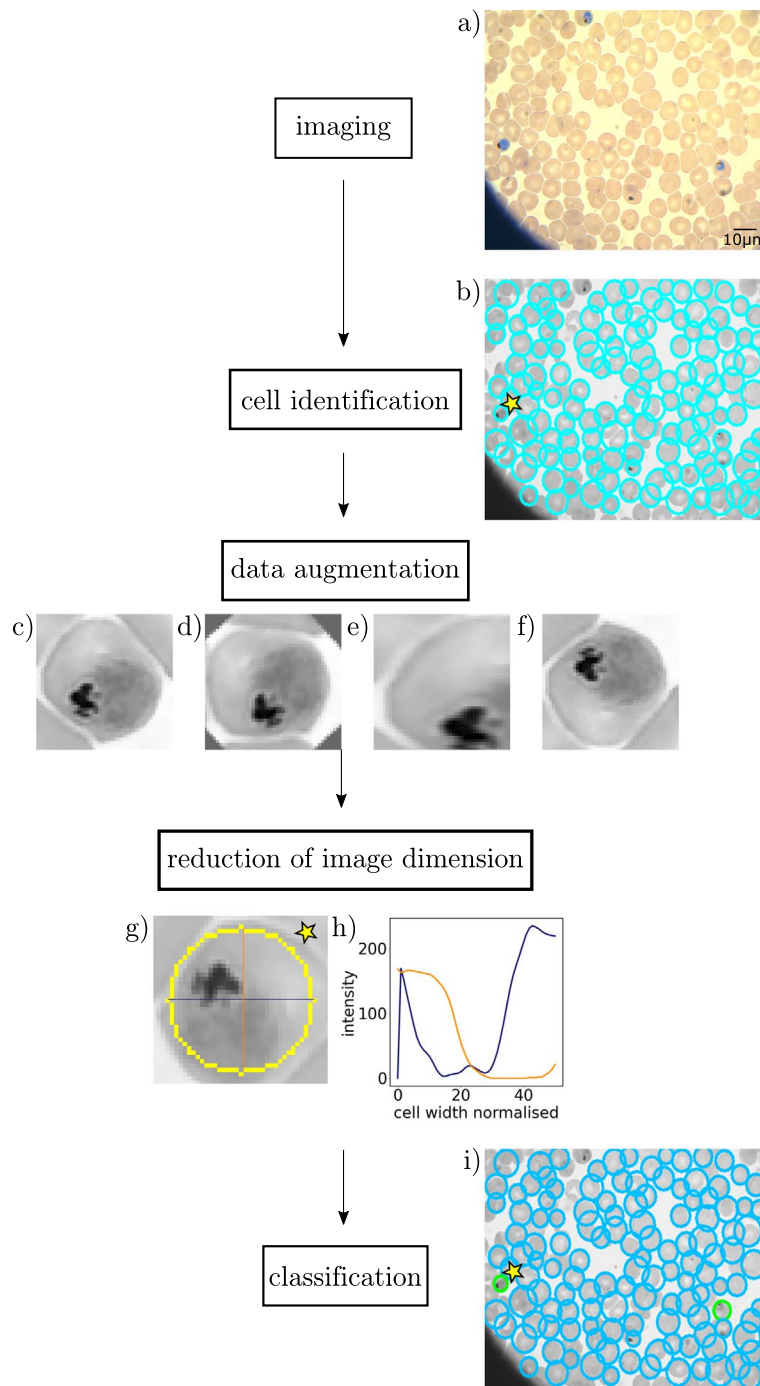 a)
imaging
10µm
b)
cell identification
data augmentation
c)
d)
e)
f)
reduction of image dimension
g)
h)
200
100
0
intensity
0
20
40
cell width normalised
i)
classification